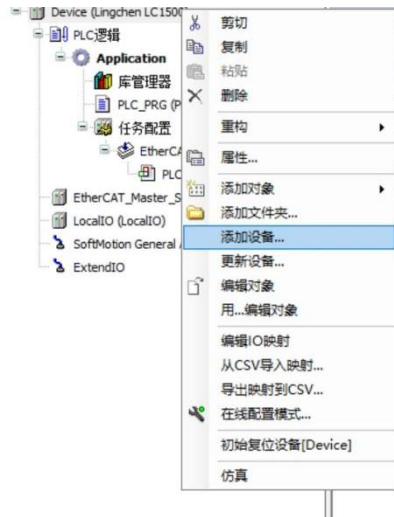 Device (Lingchen LC1500
PLC逻辑
Application
库管理器
PLC_PRG (P
任务配置
EtherCA
PLC
EtherCAT_Master_S
LocalIO (LocalIO)
SoftMotion General
ExtendIO
剪切
复制
粘贴
删除
重构
属性...
添加对象
添加文件夹...
添加设备...
更新设备...
编辑对象
用...编辑对象
编辑IO映射
从CSV导入映射...
导出映射到CSV...
在线配置模式...
初始复位设备[Device]
仿真